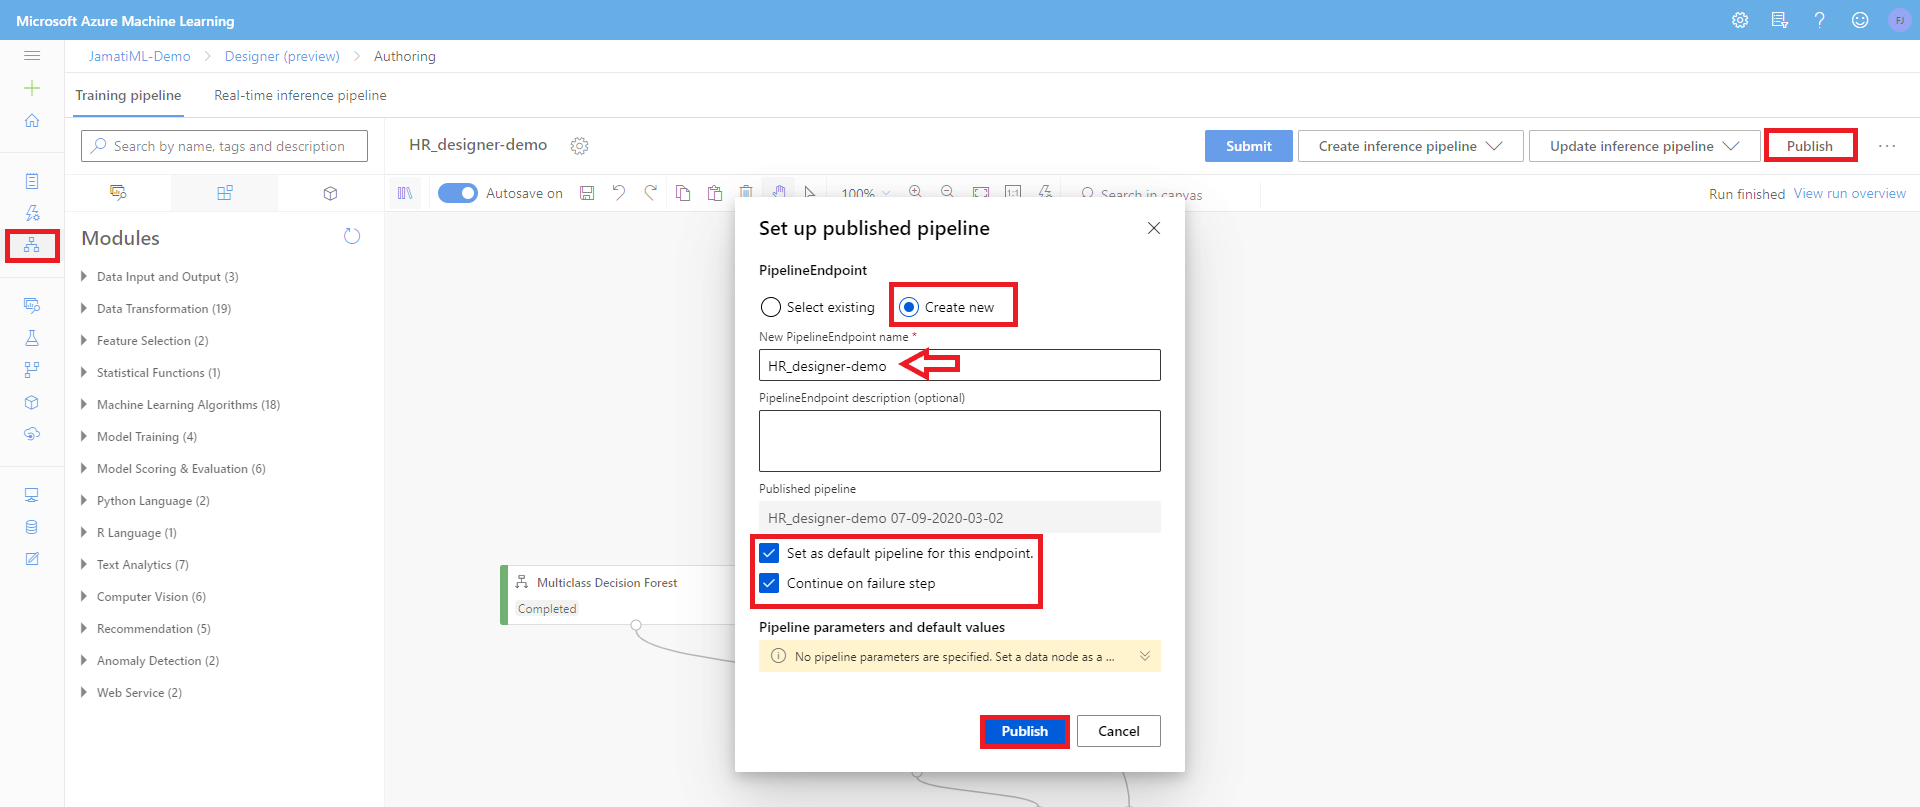 Microsoft Azure Machine Learning
FJ
JamatiML-Demo > Designer (preview) > Authoring
Training pipeline
Real-time inference pipeline
Search by name, tags and description
HR_designer-demo
Submit
Create inference pipeline
Update inference pipeline
Publish
...
Autosave on
100%
1:1
Search in canvas
Run finished
View run overview
Modules
Data Input and Output (3)
Data Transformation (19)
Feature Selection (2)
Statistical Functions (1)
Machine Learning Algorithms (18)
Model Training (4)
Model Scoring & Evaluation (6)
Python Language (2)
R Language (1)
Text Analytics (7)
Computer Vision (6)
Recommendation (5)
Anomaly Detection (2)
Web Service (2)
Multiclass Decision Forest
Completed
Set up published pipeline
PipelineEndpoint
Select existing
Create new
New PipelineEndpoint name *
HR_designer-demo
PipelineEndpoint description (optional)
Published pipeline
HR_designer-demo 07-09-2020-03-02
Set as default pipeline for this endpoint.
Continue on failure step
Pipeline parameters and default values
No pipeline parameters are specified. Set a data node as a ...
Publish
Cancel